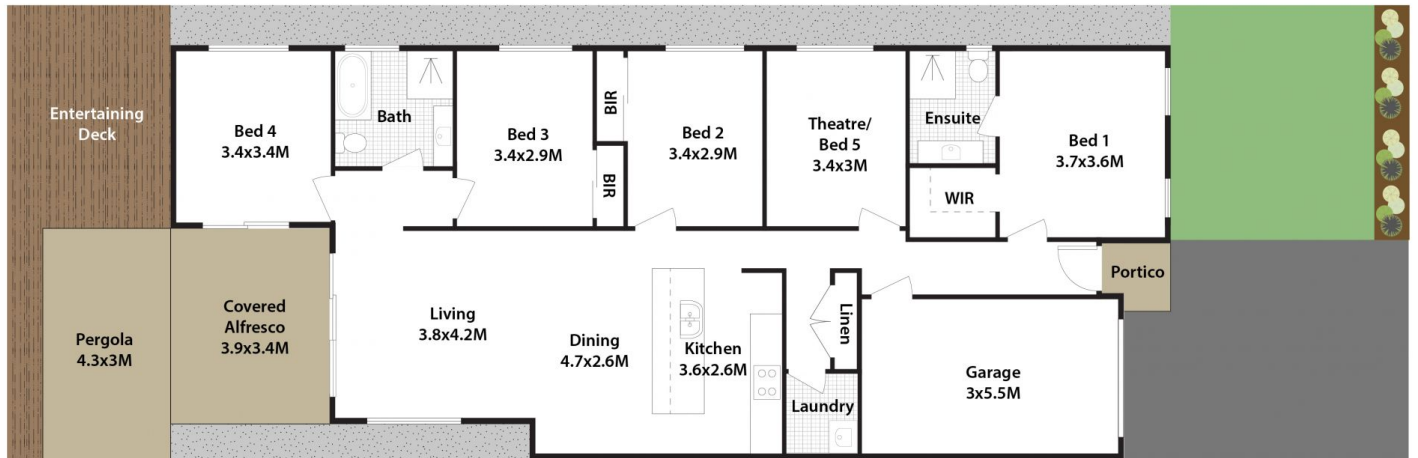 Entertaining
Deck
Bed 4
3.4x3.4M
Bath
Bed 3
3.4x2.9M
BIR
BIR
Bed 2
3.4x2.9M
Theatre/
Bed 5
3.4x3M
Ensuite
WIR
Bed 1
3.7x3.6M
Portico
Pergola
4.3x3M
Covered
Alfresco
3.9x3.4M
Living
3.8x4.2M
Dining
4.7x2.6M
Kitchen
3.6x2.6M
Linen
Laundry
Garage
3x5.5M